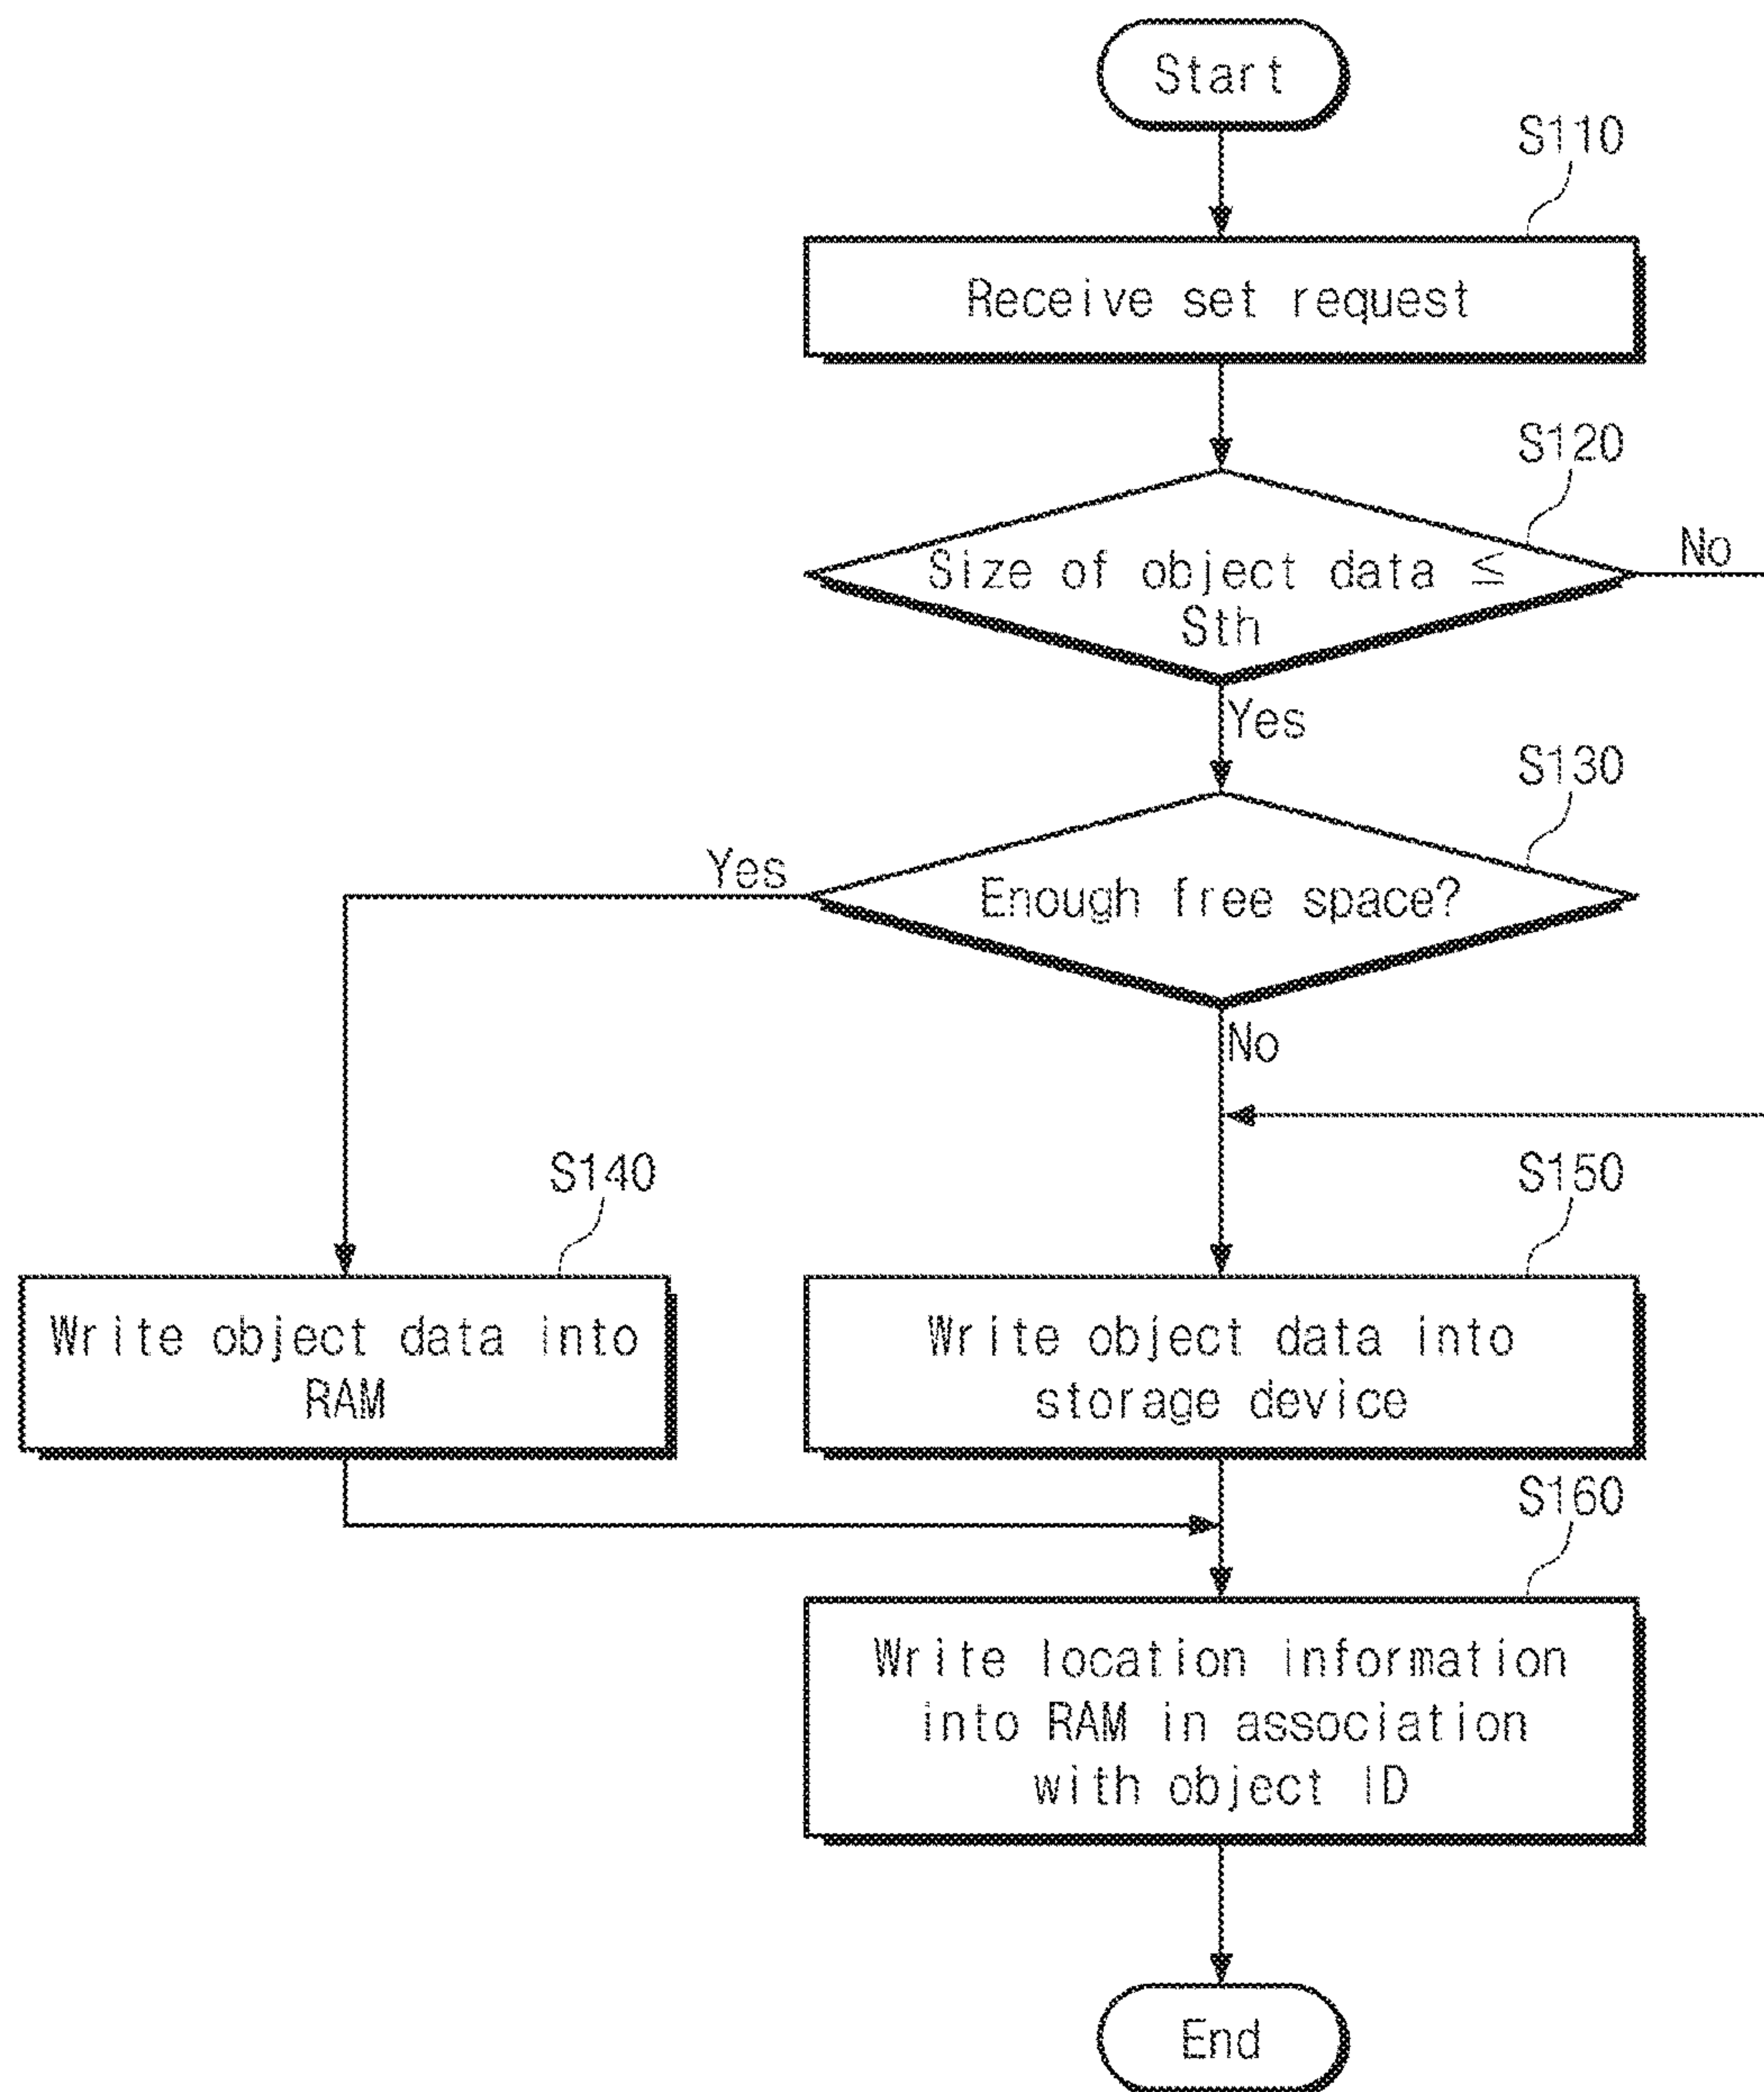 Start
S110
Receive set request
S120
Size of object data ≦
Sth
No
Yes
S130
Yes
Enough free space?
No
S140
S150
Write object data into
RAM
Write object data into
storage device
S160
Write location information
into RAM in association
with object ID
End